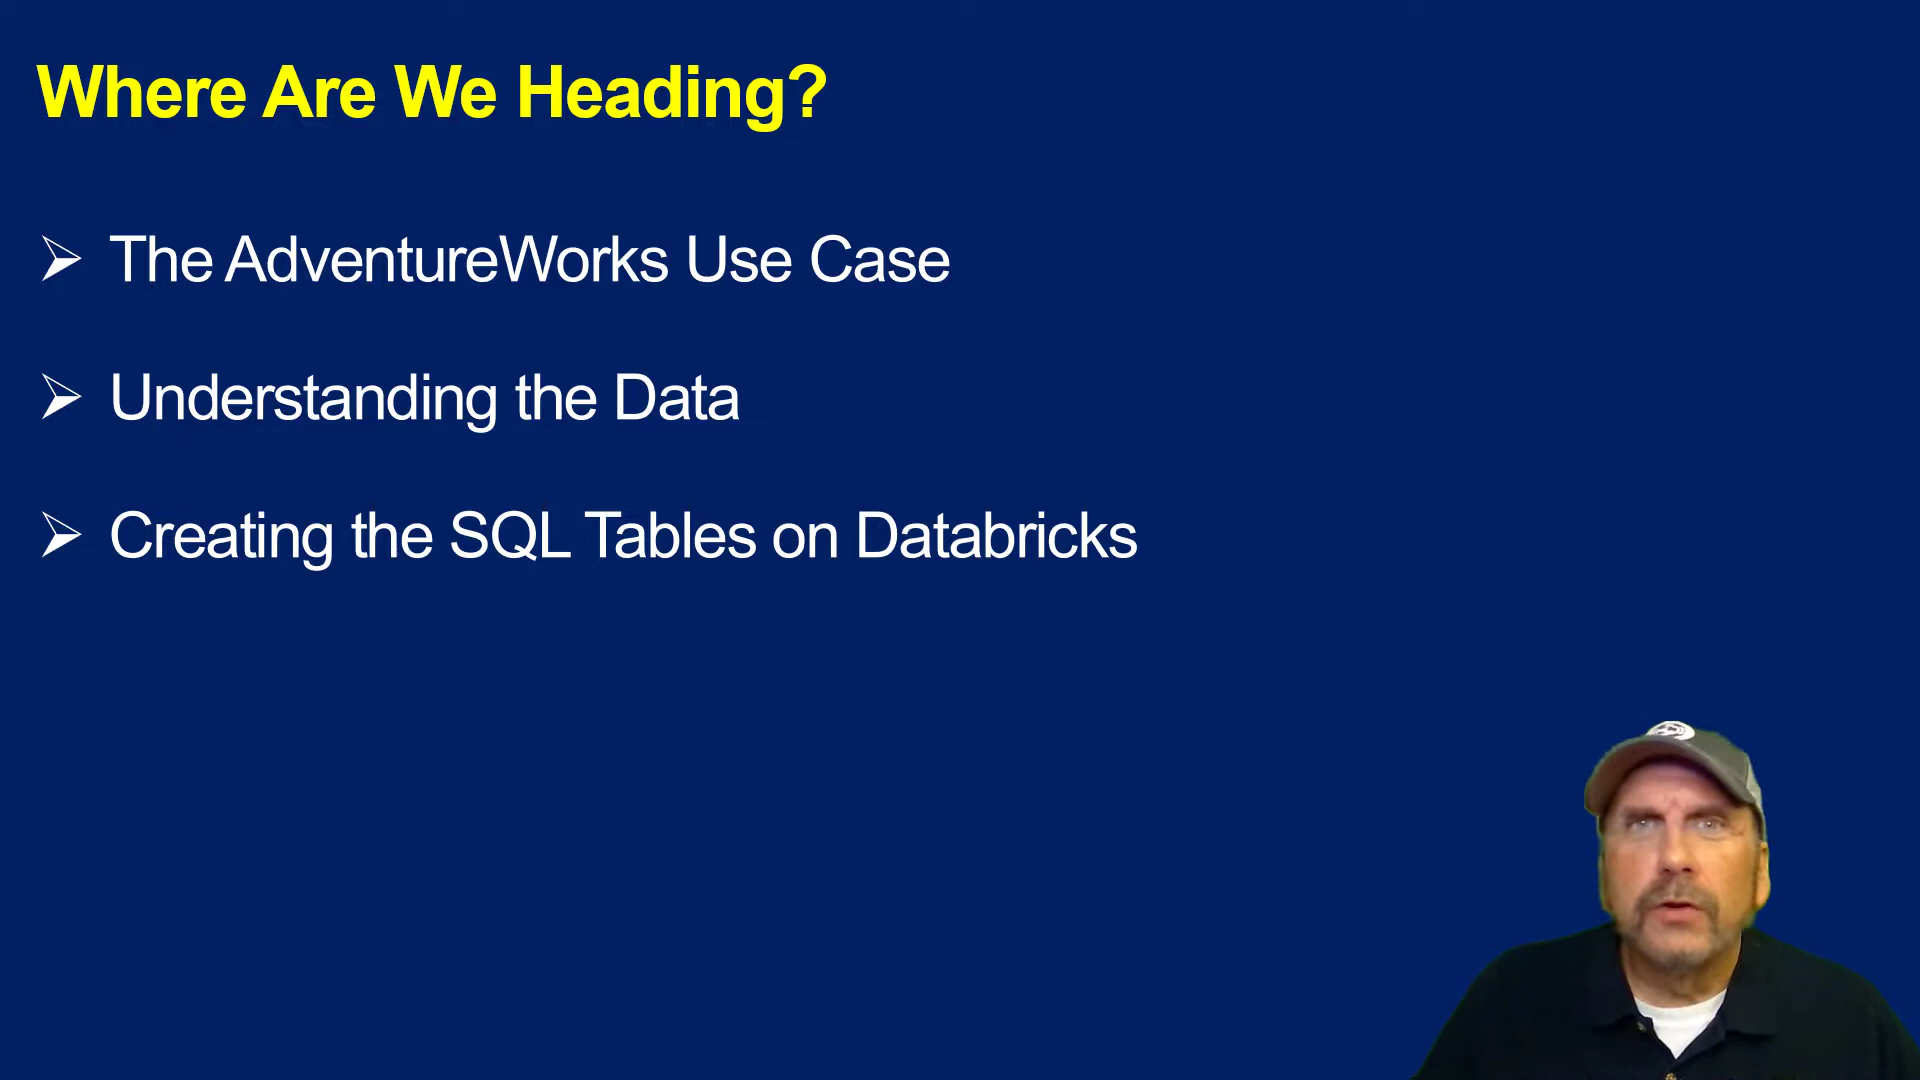 Where Are We Heading?
The AdventureWorks Use Case
Understanding the Data
Creating the SQL Tables on Databricks